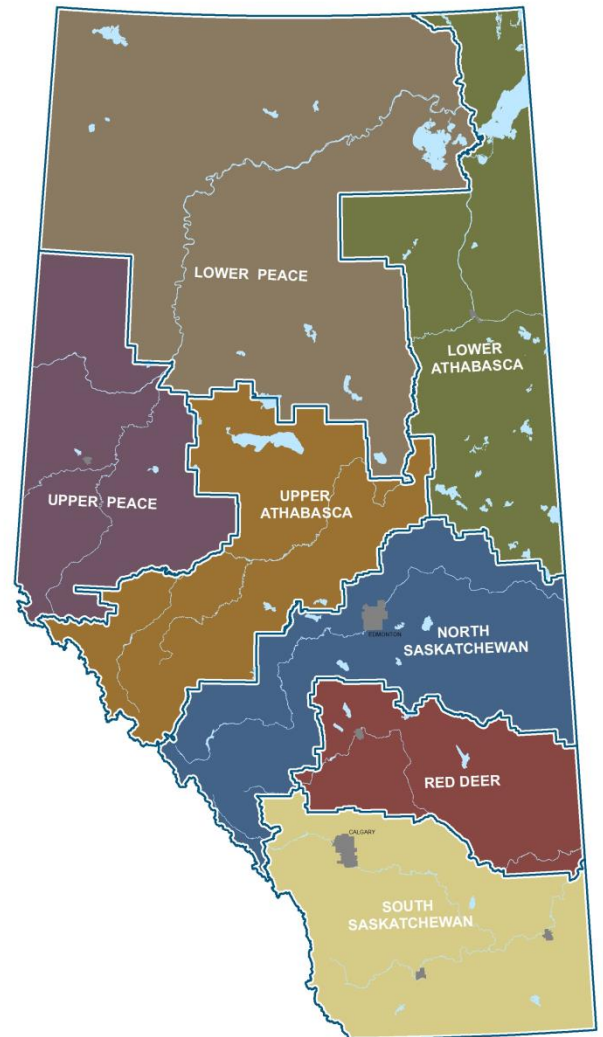 LOWER PEACE
LOWER
ATHABASCA
UPPER PEACE
UPPER
ATHABASCA
EDMONTON
NORTH
SASKATCHEWAN
RED DEER
CALGARY
SOUTH
SASKATCHEWAN